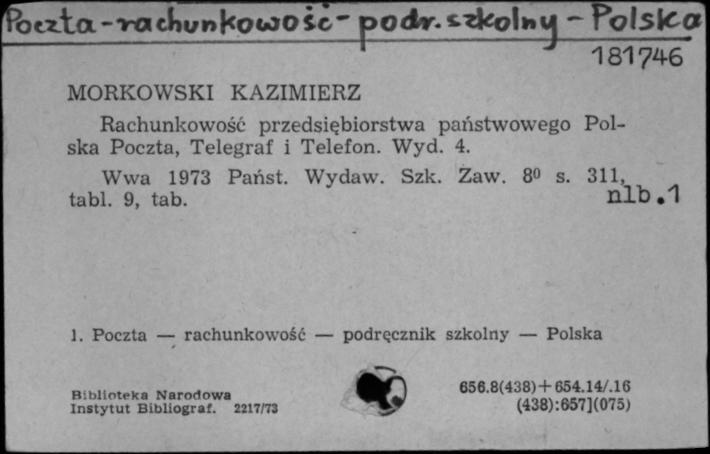 Poczta-rachunkowość-podr.szkolny-Polska
181746
MORKOWSKI KAZIMIERZ
Rachunkowość przedsiębiorstwa państwowego Pol-
ska Poczta, Telegraf i Telefon. Wyd. 4.
Wwa 1973 Państ. Wydaw. Szk. Zaw. 8⁰ s. 311,
tabl. 9, tab. nlb.1
1. Poczta — rachunkowość — podręcznik szkolny — Polska
Biblioteka Narodowa 656.8(438)+654.14/.16
Instytut Bibliograf. 2217/73 (438):657](075)